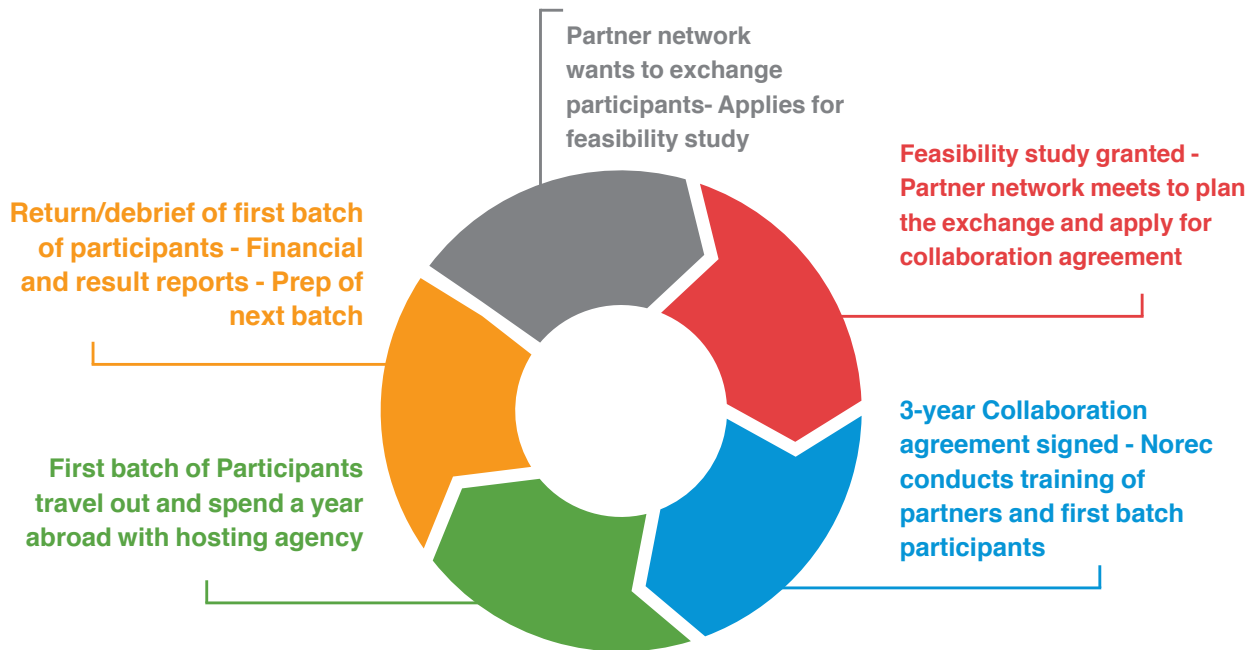 Partner network
wants to exchange
participants- Applies for
feasibility study
Feasibility study granted -
Partner network meets to plan
the exchange and apply for
collaboration agreement
3-year Collaboration
agreement signed - Norec
conducts training of
partners and first batch
participants
First batch of Participants
travel out and spend a year
abroad with hosting agency
Return/debrief of first batch
of participants - Financial
and result reports - Prep of
next batch